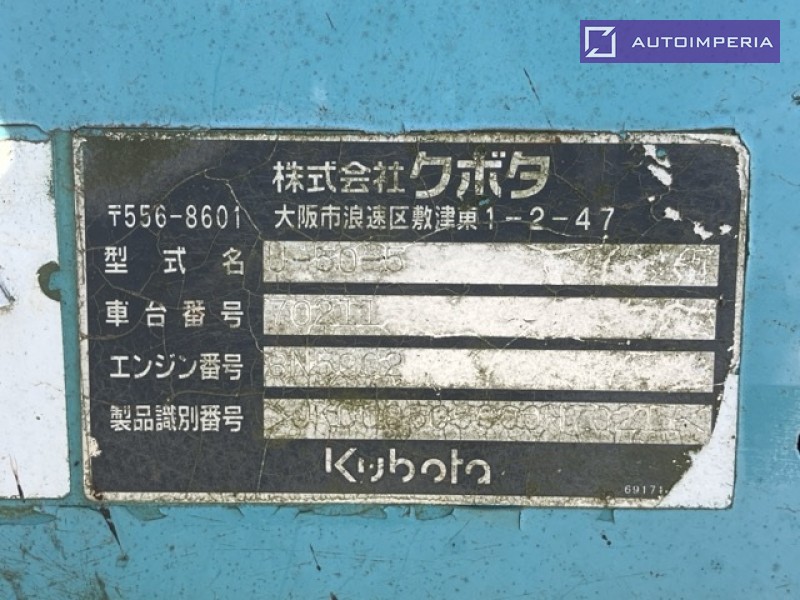 AUTOIMPERIA
株式会社クボタ
〒556-8601 大阪市浪速区敷津東1-2-47
型式名 U-50-5
車台番号 70211
エンジン番号
製品識別番号
Kubota
69171